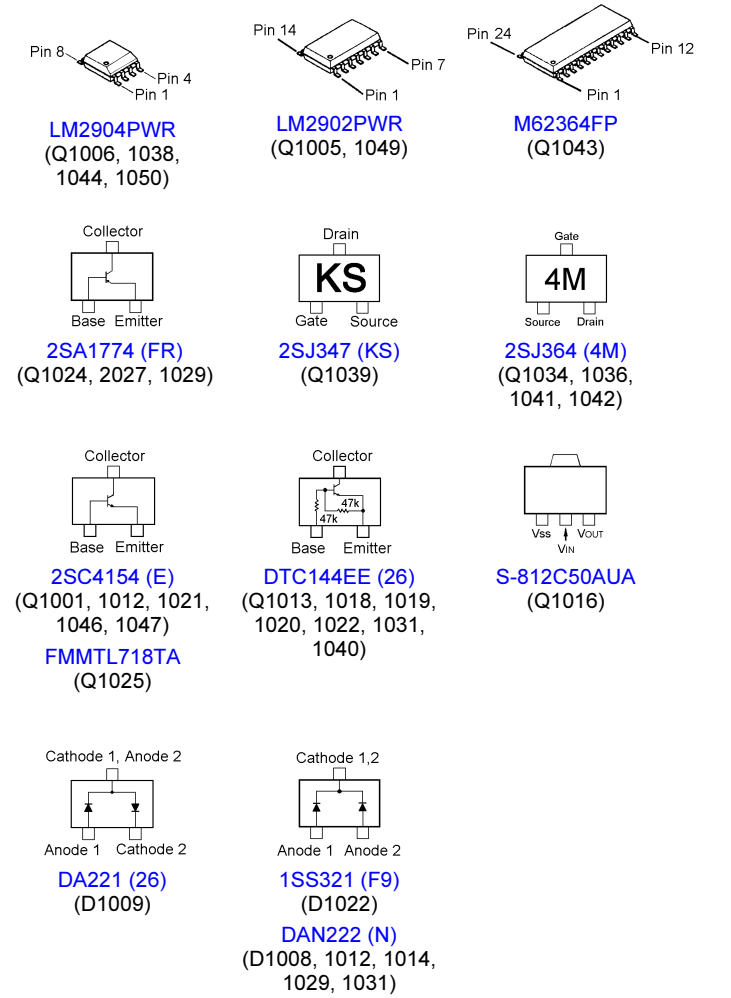 Pin 8
Pin 4
Pin 1
LM2904PWR
(Q1006, 1038,
1044, 1050)
Pin 14
Pin 7
Pin 1
LM2902PWR
(Q1005, 1049)
Pin 24
Pin 12
Pin 1
M62364FP
(Q1043)
Collector
Base Emitter
2SA1774 (FR)
(Q1024, 2027, 1029)
Drain
KS
Gate Source
2SJ347 (KS)
(Q1039)
Gate
4M
Source Drain
2SJ364 (4M)
(Q1034, 1036,
1041, 1042)
Collector
Base Emitter
2SC4154 (E)
(Q1001, 1012, 1021,
1046, 1047)
FMMTL718TA
(Q1025)
Collector
47k
47k
Base Emitter
DTC144EE (26)
(Q1013, 1018, 1019,
1020, 1022, 1031,
1040)
Vss VOUT
VIN
S-812C50AUA
(Q1016)
Cathode 1, Anode 2
Anode 1 Cathode 2
DA221 (26)
(D1009)
Cathode 1,2
Anode 1 Anode 2
1SS321 (F9)
(D1022)
DAN222 (N)
(D1008, 1012, 1014,
1029, 1031)